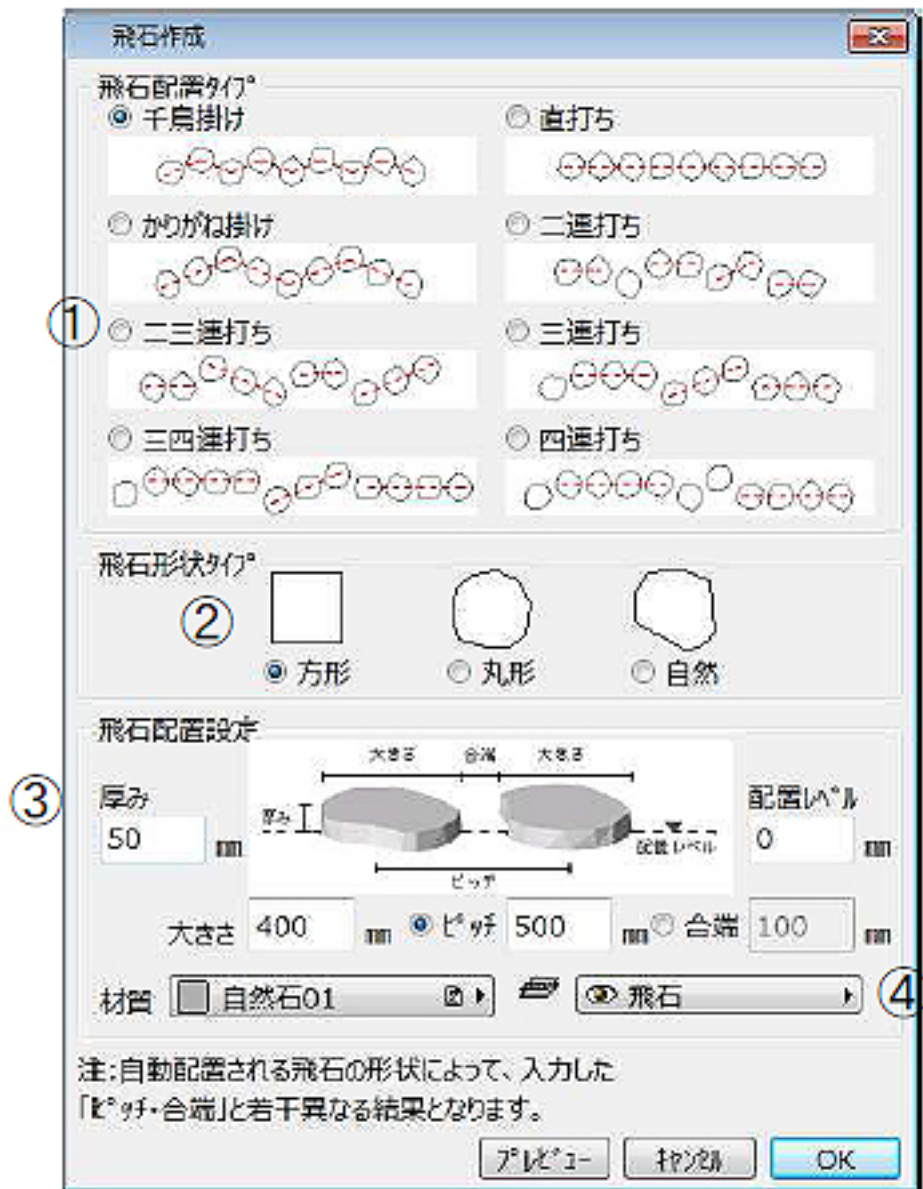 飛石作成
飛石配置ﾀｲﾌﾟ
千鳥掛け
直打ち
かりがね掛け
二連打ち
①
二三連打ち
三連打ち
三四連打ち
四連打ち
飛石形状ﾀｲﾌﾟ
②
方形
丸形
自然
飛石配置設定
大きさ 合端 大きさ
③
厚み
配置ﾚﾍﾞﾙ
厚み
50 mm
配置レベル
0 mm
ピッチ
大きさ 400 mm ﾋﾟｯﾁ 500 mm 合端 100 mm
材質 自然石01 飛石 ④
注:自動配置される飛石の形状によって、入力した
「ﾋﾟｯﾁ・合端」と若干異なる結果となります。
ﾌﾟﾚﾋﾞｭｰ ｷｬﾝｾﾙ OK